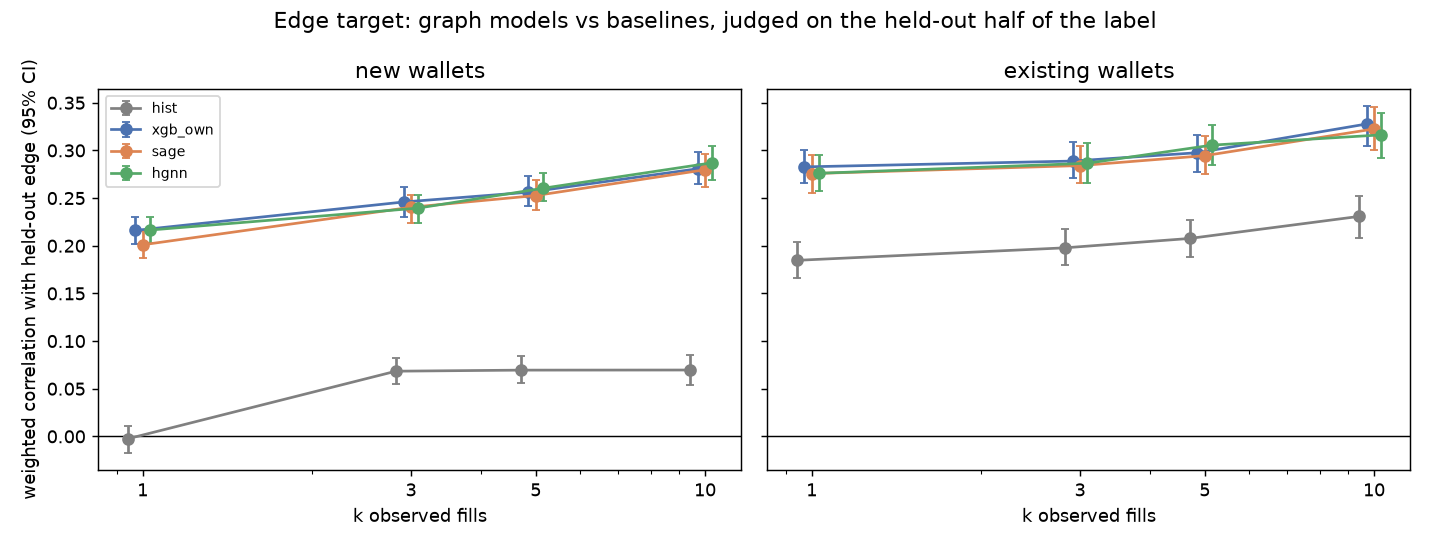 Edge target: graph models vs baselines, judged on the held-out half of the label
new wallets
existing wallets
weighted correlation with held-out edge (95% CI)
0.35
0.30
0.25
0.20
0.15
0.10
0.05
0.00
hist
xgb_own
sage
hgnn
1
3
5
10
k observed fills
1
3
5
10
k observed fills